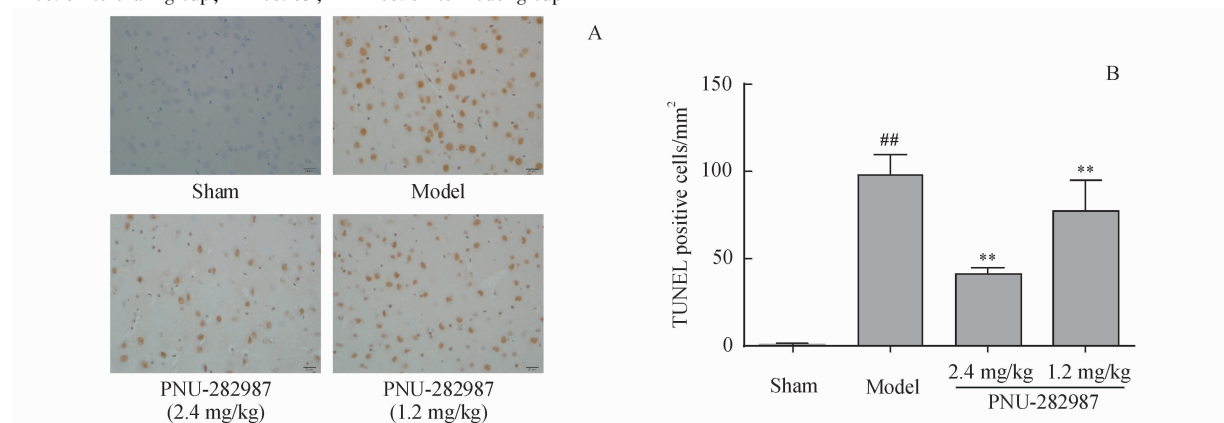 A
Sham
Model
PNU-282987
(2.4 mg/kg)
PNU-282987
(1.2 mg/kg)
B
TUNEL positive cells/mm²
150
100
50
0
##
**
**
Sham
Model
2.4 mg/kg
1.2 mg/kg
PNU-282987